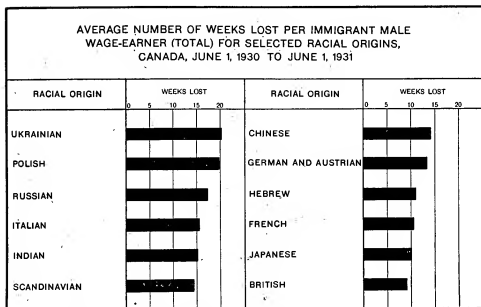 AVERAGE NUMBER OF WEEKS LOST PER IMMIGRANT MALE
WAGE-EARNER (TOTAL) FOR SELECTED RACIAL ORIGINS,
CANADA, JUNE 1, 1930 TO JUNE 1, 1931
RACIAL ORIGIN WEEKS LOST RACIAL ORIGIN WEEKS LOST
0 5 10 15 20 0 5 10 15 20
UKRAINIAN CHINESE
POLISH GERMAN AND AUSTRIAN
RUSSIAN HEBREW
ITALIAN FRENCH
INDIAN JAPANESE
SCANDINAVIAN BRITISH